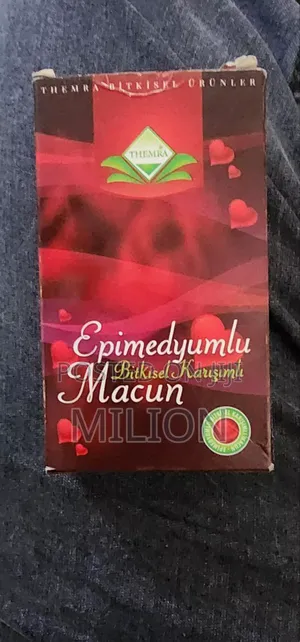 THEMRA BİTKİSEL ÜRÜNLER
THEMRA
Epimedyumlu
Bitkisel Karışımlı
Macun
MILION